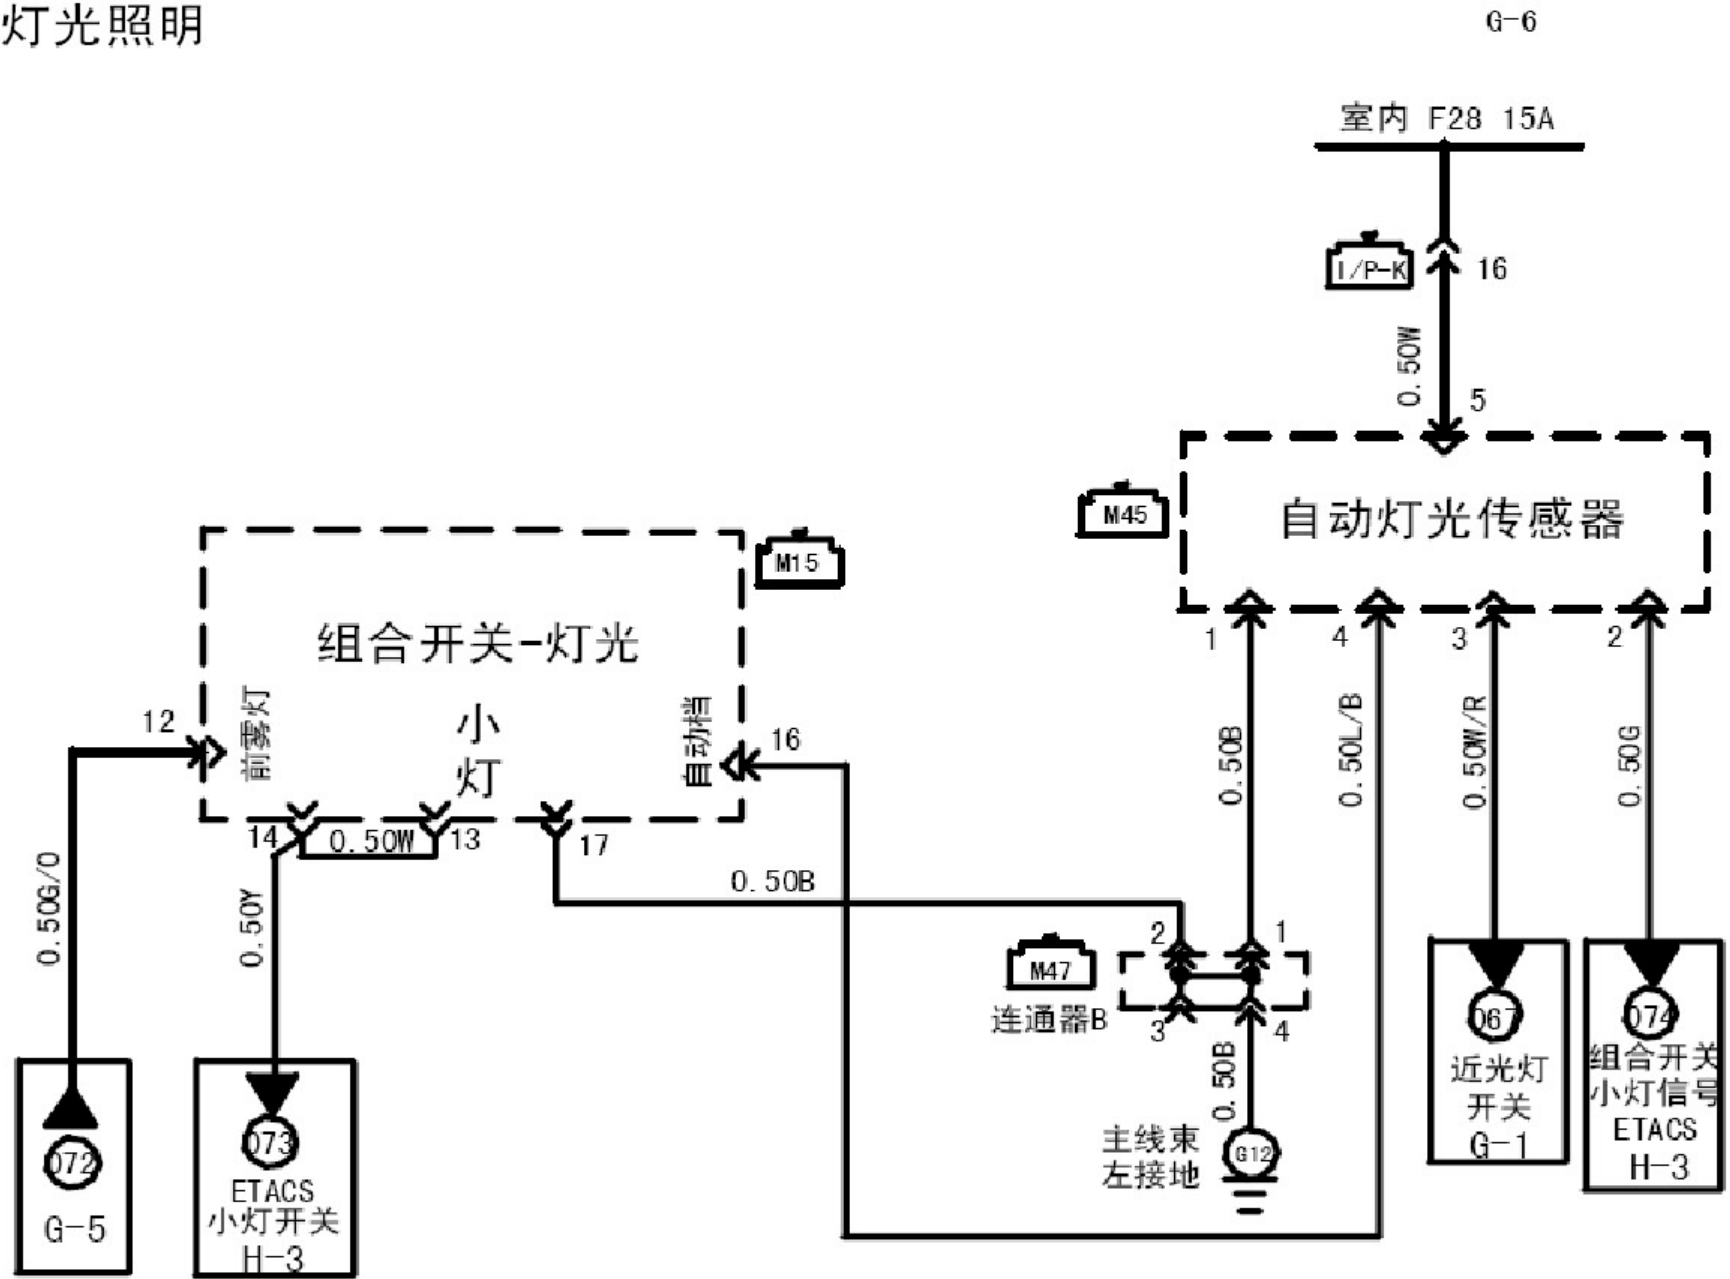 灯光照明
G-6
室内 F28 15A
I/P-K
16
0.50W
5
M45
自动灯光传感器
1
4
3
2
M15
组合开关-灯光
12
前雾灯
小
灯
自动档
16
14
0.50W
13
17
0.50G/O
0.50Y
0.50B
0.50B
0.50L/B
0.50W/R
0.50G
2
1
M47
连通器B
3
4
0.50B
主线束
左接地
G12
072
G-5
073
ETACS
小灯开关
H-3
067
近光灯
开关
G-1
074
组合开关
小灯信号
ETACS
H-3